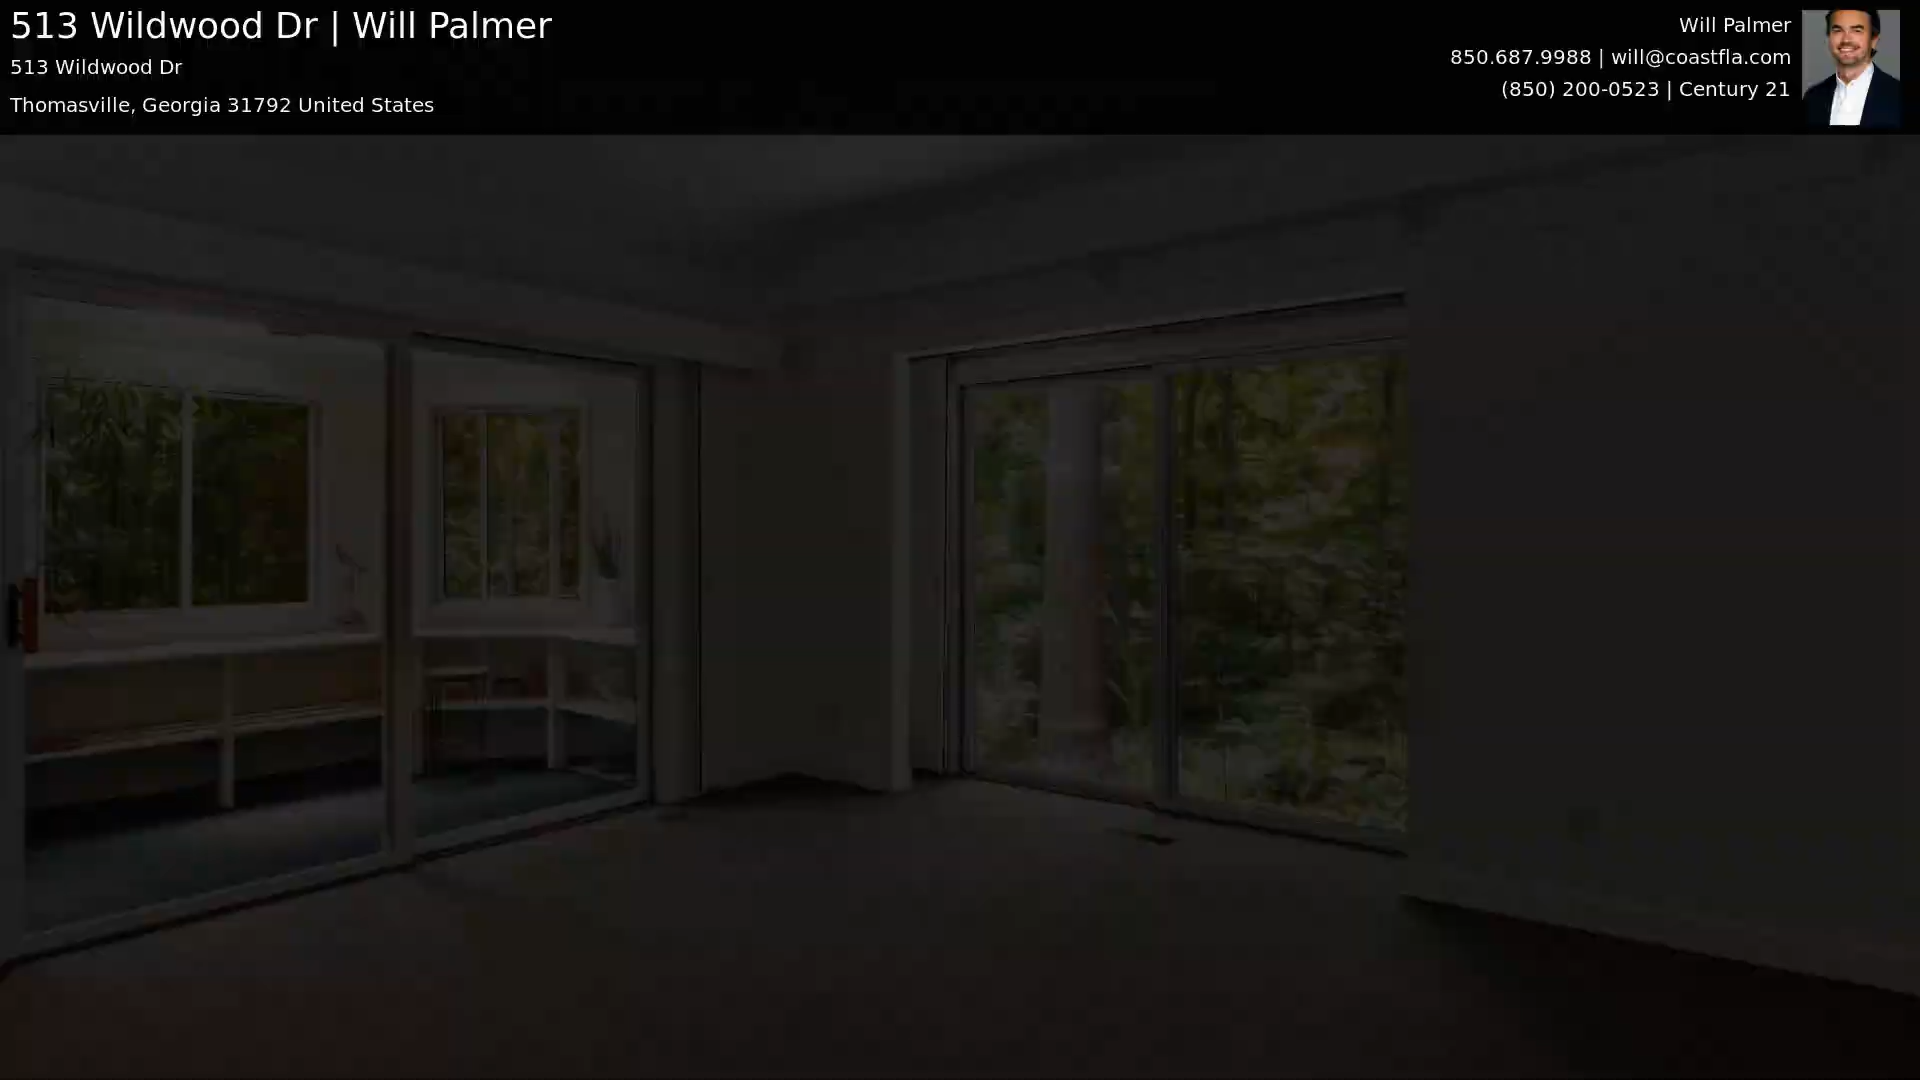 513 Wildwood Dr | Will Palmer
513 Wildwood Dr
Thomasville, Georgia 31792 United States
Will Palmer
850.687.9988 | will@coastfla.com
(850) 200-0523 | Century 21